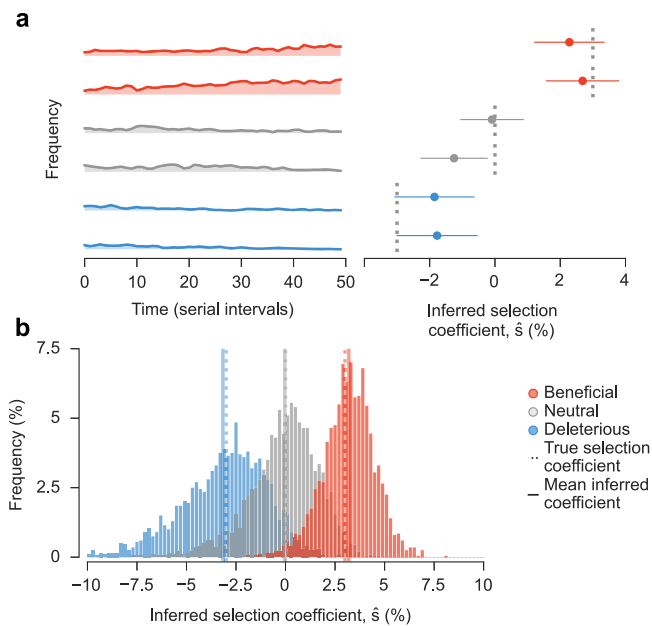 a
Frequency
0 10 20 30 40 50
Time (serial intervals)
−2 0 2 4
Inferred selection
coefficient, ŝ (%)
b
7.5
5
2.5
0
Frequency (%)
−10 −7.5 −5 −2.5 0 2.5 5 7.5 10
Inferred selection coefficient, ŝ (%)
Beneficial
Neutral
Deleterious
True selection
coefficient
Mean inferred
coefficient